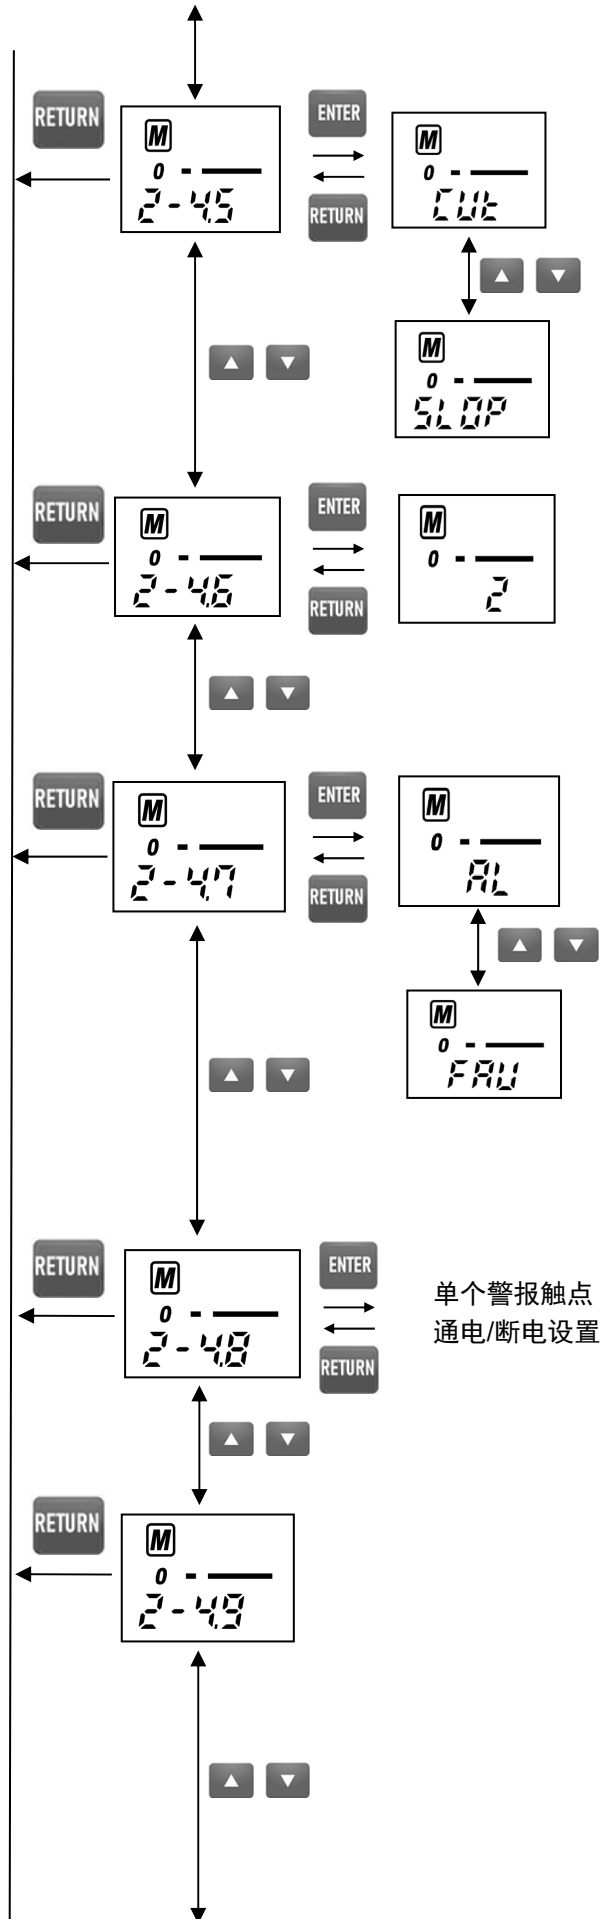 RETURN
M
0
2-4.5
ENTER
RETURN
M
0
CUt
M
0
SLOP
RETURN
M
0
2-4.6
ENTER
RETURN
M
0
2
RETURN
M
0
2-4.7
ENTER
RETURN
M
0
AL
M
0
FAU
RETURN
M
0
2-4.8
ENTER
RETURN
单个警报触点
通电/断电设置
RETURN
M
0
2-4.9